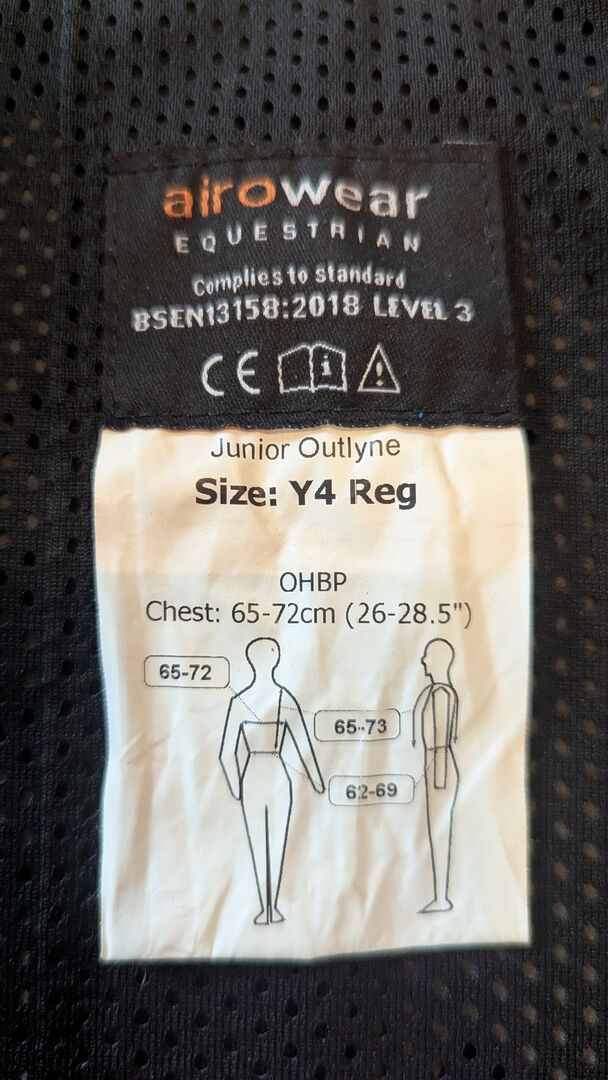 airowear
EQUESTRIAN
Complies to standard
BSEN13158:2018 LEVEL 3
CE i !
Junior Outlyne
Size: Y4 Reg
OHBP
Chest: 65-72cm (26-28.5")
65-72
65-73
62-69